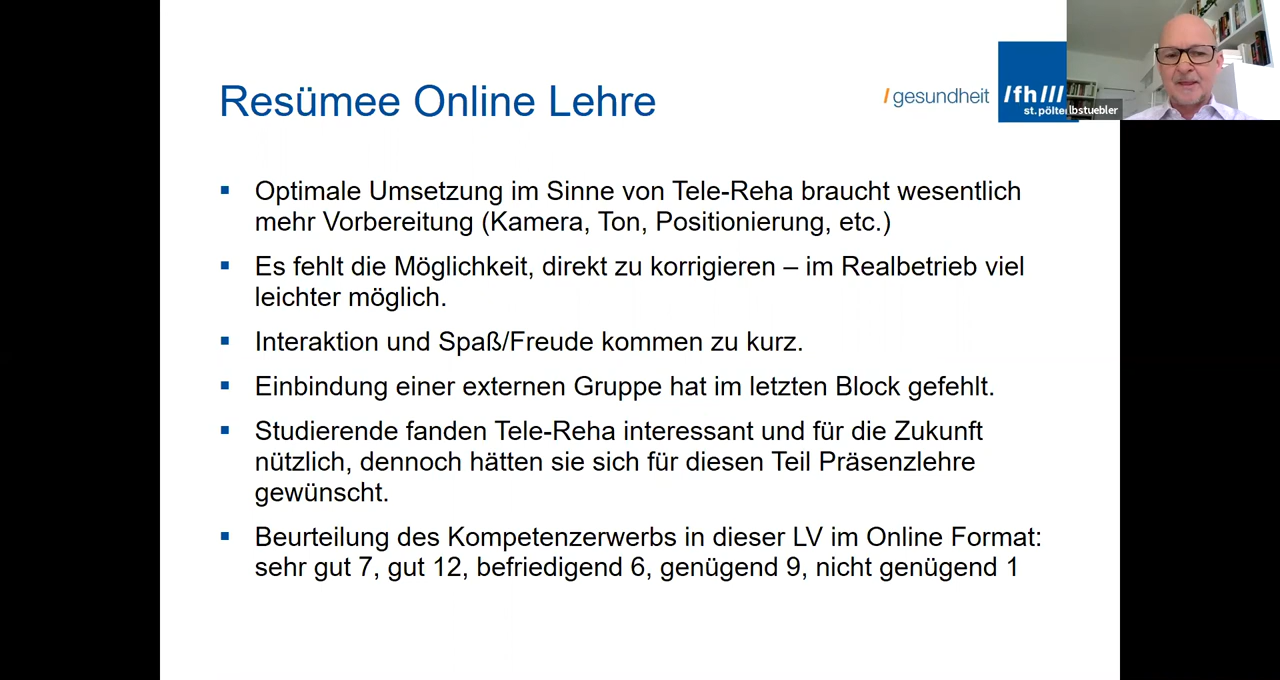 Resümee Online Lehre
/ gesundheit
/fh///
st.pölte
lbstuebler
▪ Optimale Umsetzung im Sinne von Tele-Reha braucht wesentlich
mehr Vorbereitung (Kamera, Ton, Positionierung, etc.)
▪ Es fehlt die Möglichkeit, direkt zu korrigieren – im Realbetrieb viel
leichter möglich.
▪ Interaktion und Spaß/Freude kommen zu kurz.
▪ Einbindung einer externen Gruppe hat im letzten Block gefehlt.
▪ Studierende fanden Tele-Reha interessant und für die Zukunft
nützlich, dennoch hätten sie sich für diesen Teil Präsenzlehre
gewünscht.
▪ Beurteilung des Kompetenzerwerbs in dieser LV im Online Format:
sehr gut 7, gut 12, befriedigend 6, genügend 9, nicht genügend 1